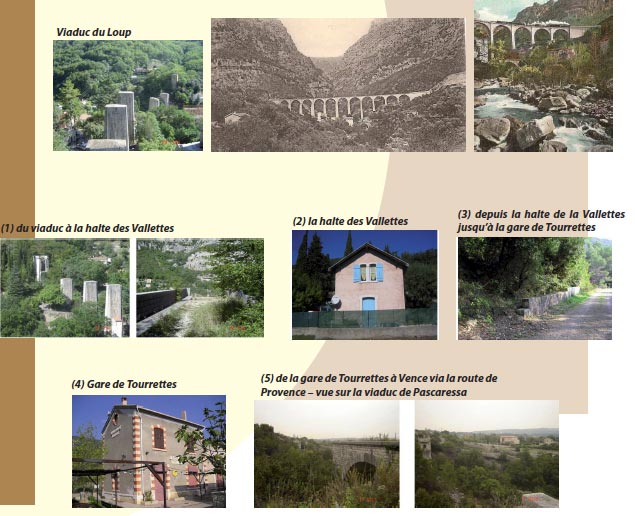 Viaduc du Loup
(1) du viaduc à la halte des Vallettes
(2) la halte des Vallettes
(3) depuis la halte de la Vallettes
jusqu'à la gare de Tourrettes
(4) Gare de Tourrettes
(5) de la gare de Tourrettes à Vence via la route de
Provence – vue sur la viaduc de Pascaressa